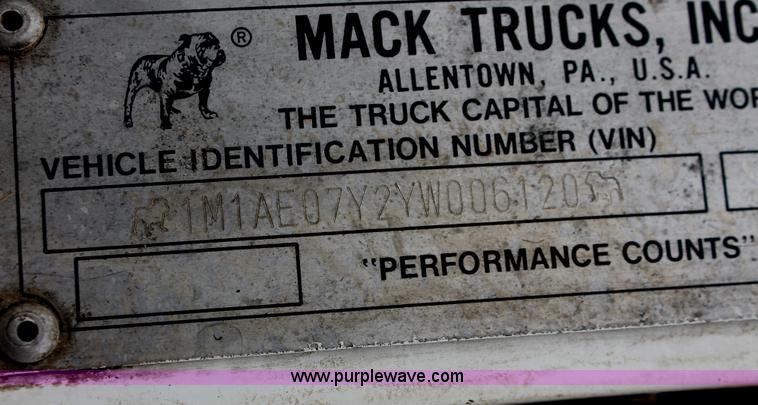 ®
MACK TRUCKS, INC
ALLENTOWN, PA., U.S.A.
THE TRUCK CAPITAL OF THE WOR
VEHICLE IDENTIFICATION NUMBER (VIN)
1M1AE07Y2YW006120
"PERFORMANCE COUNTS"
www.purplewave.com